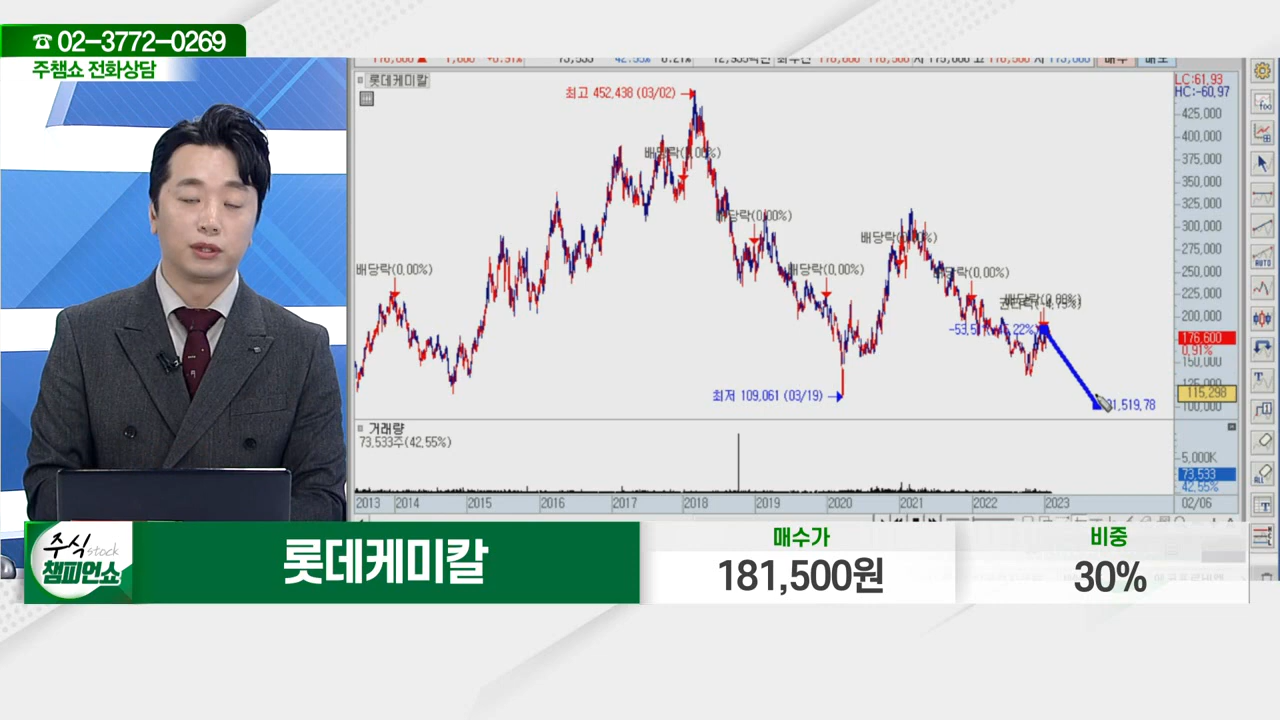 ☎ 02-3772-0269
주챔쇼 전화상담
롯데케미칼
LC:61,93
HC:-60,97
최고 452,438 (03/02)
425,000
400,000
375,000
350,000
325,000
300,000
275,000
250,000
225,000
200,000
176,600
0,91%
150,000
125,000
115,298
100,000
배당락(0,00%)
배당락(0,00%)
배당락(0,00%)
배당락(0,00%)
최저 109,061 (03/19)
거래량
73,533주(42,55%)
5,000K
73,533
42,55%
2013 2014 2015 2016 2017 2018 2019 2020 2021 2022 2023 02/06
주식 stock
챔피언쇼
롯데케미칼
매수가
181,500원
비중
30%